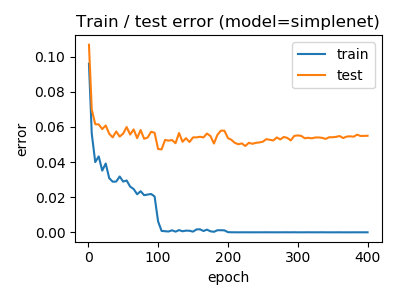 Train / test error (model=simplenet)
train
test
error
0.10
0.08
0.06
0.04
0.02
0.00
0 100 200 300 400
epoch